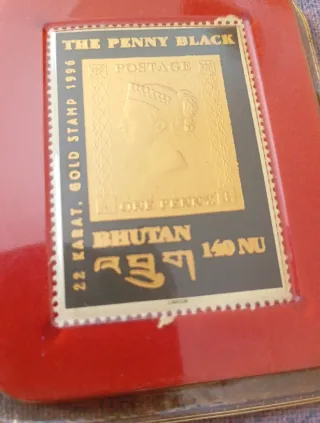 THE PENNY BLACK
22 KARAT. GOLD STAMP 1996
POSTAGE
ONE PENNY
BHUTAN
140 NU
འབྲུག